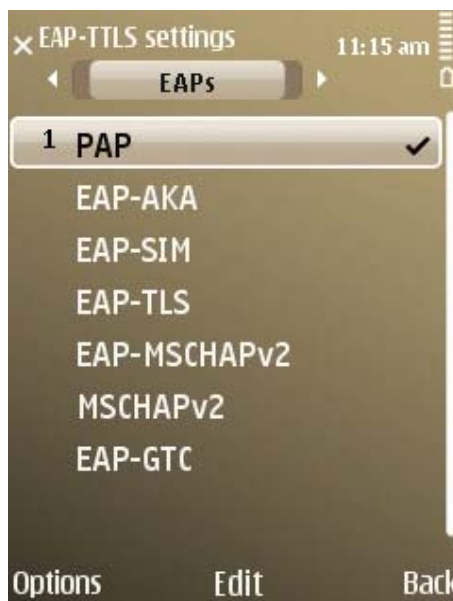 EAP-TTLS settings 11:15 am
EAPs
1 PAP
EAP-AKA
EAP-SIM
EAP-TLS
EAP-MSCHAPv2
MSCHAPv2
EAP-GTC
Options Edit Back